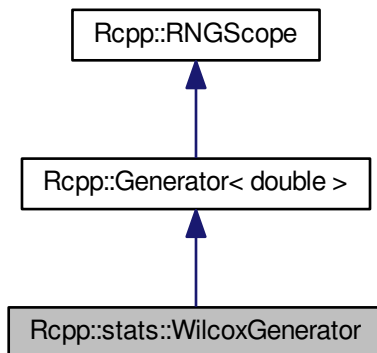 Rcpp::RNGScope
Rcpp::Generator< double >
Rcpp::stats::WilcoxGenerator